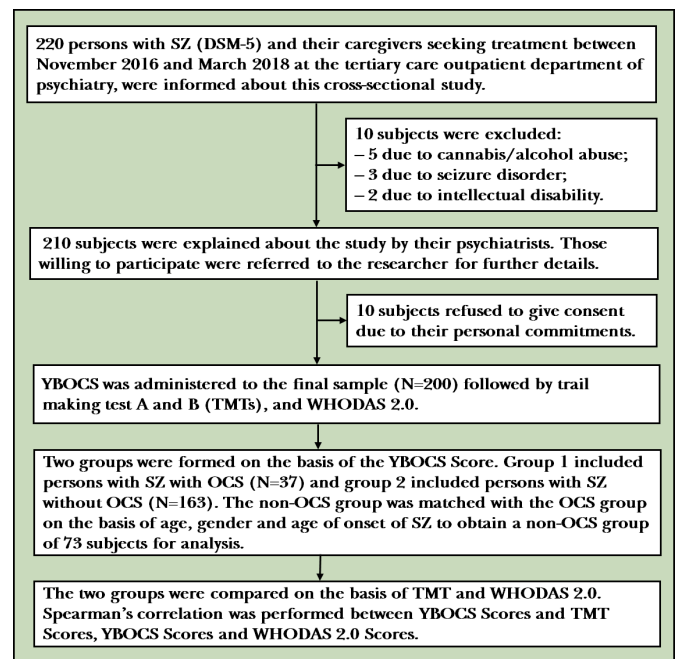 220 persons with SZ (DSM-5) and their caregivers seeking treatment between
November 2016 and March 2018 at the tertiary care outpatient department of
psychiatry, were informed about this cross-sectional study.
10 subjects were excluded:
– 5 due to cannabis/alcohol abuse;
– 3 due to seizure disorder;
– 2 due to intellectual disability.
210 subjects were explained about the study by their psychiatrists. Those
willing to participate were referred to the researcher for further details.
10 subjects refused to give consent
due to their personal commitments.
YBOCS was administered to the final sample (N=200) followed by trail
making test A and B (TMTs), and WHODAS 2.0.
Two groups were formed on the basis of the YBOCS Score. Group 1 included
persons with SZ with OCS (N=37) and group 2 included persons with SZ
without OCS (N=163). The non-OCS group was matched with the OCS group
on the basis of age, gender and age of onset of SZ to obtain a non-OCS group
of 73 subjects for analysis.
The two groups were compared on the basis of TMT and WHODAS 2.0.
Spearman's correlation was performed between YBOCS Scores and TMT
Scores, YBOCS Scores and WHODAS 2.0 Scores.